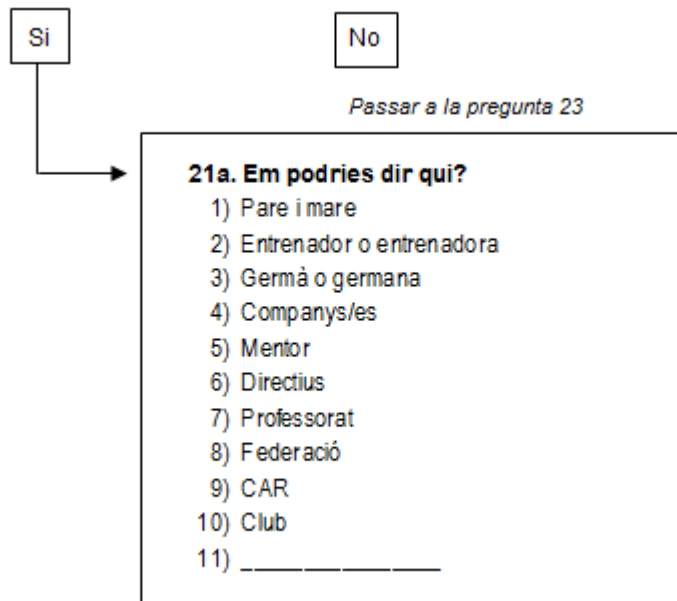 Si
No
Passar a la pregunta 23
21a. Em podries dir qui?
1) Pare i mare
2) Entrenador o entrenadora
3) Germà o germana
4) Companys/es
5) Mentor
6) Directius
7) Professorat
8) Federació
9) CAR
10) Club
11) _________________